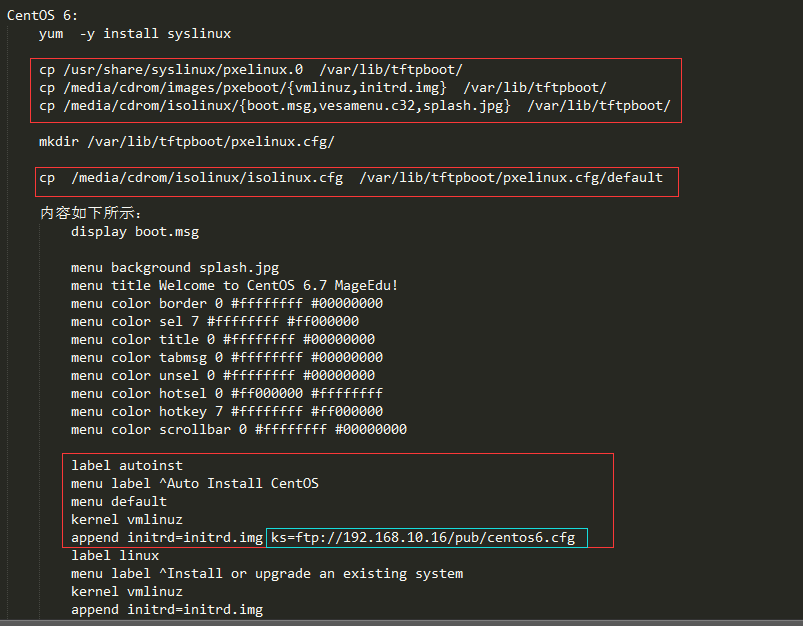 CentOS 6:
yum  -y install syslinux
cp /usr/share/syslinux/pxelinux.0  /var/lib/tftpboot/
cp /media/cdrom/images/pxeboot/{vmlinuz,initrd.img}  /var/lib/tftpboot/
cp /media/cdrom/isolinux/{boot.msg,vesamenu.c32,splash.jpg}  /var/lib/tftpboot/
mkdir /var/lib/tftpboot/pxelinux.cfg/
cp  /media/cdrom/isolinux/isolinux.cfg  /var/lib/tftpboot/pxelinux.cfg/default
内容如下所示:
display boot.msg
menu background splash.jpg
menu title Welcome to CentOS 6.7 MageEdu!
menu color border 0 #ffffffff #00000000
menu color sel 7 #ffffffff #ff000000
menu color title 0 #ffffffff #00000000
menu color tabmsg 0 #ffffffff #00000000
menu color unsel 0 #ffffffff #00000000
menu color hotsel 0 #ff000000 #ffffffff
menu color hotkey 7 #ffffffff #ff000000
menu color scrollbar 0 #ffffffff #00000000
label autoinst
menu label ^Auto Install CentOS
menu default
kernel vmlinuz
append initrd=initrd.img ks=ftp://192.168.10.16/pub/centos6.cfg
label linux
menu label ^Install or upgrade an existing system
kernel vmlinuz
append initrd=initrd.img